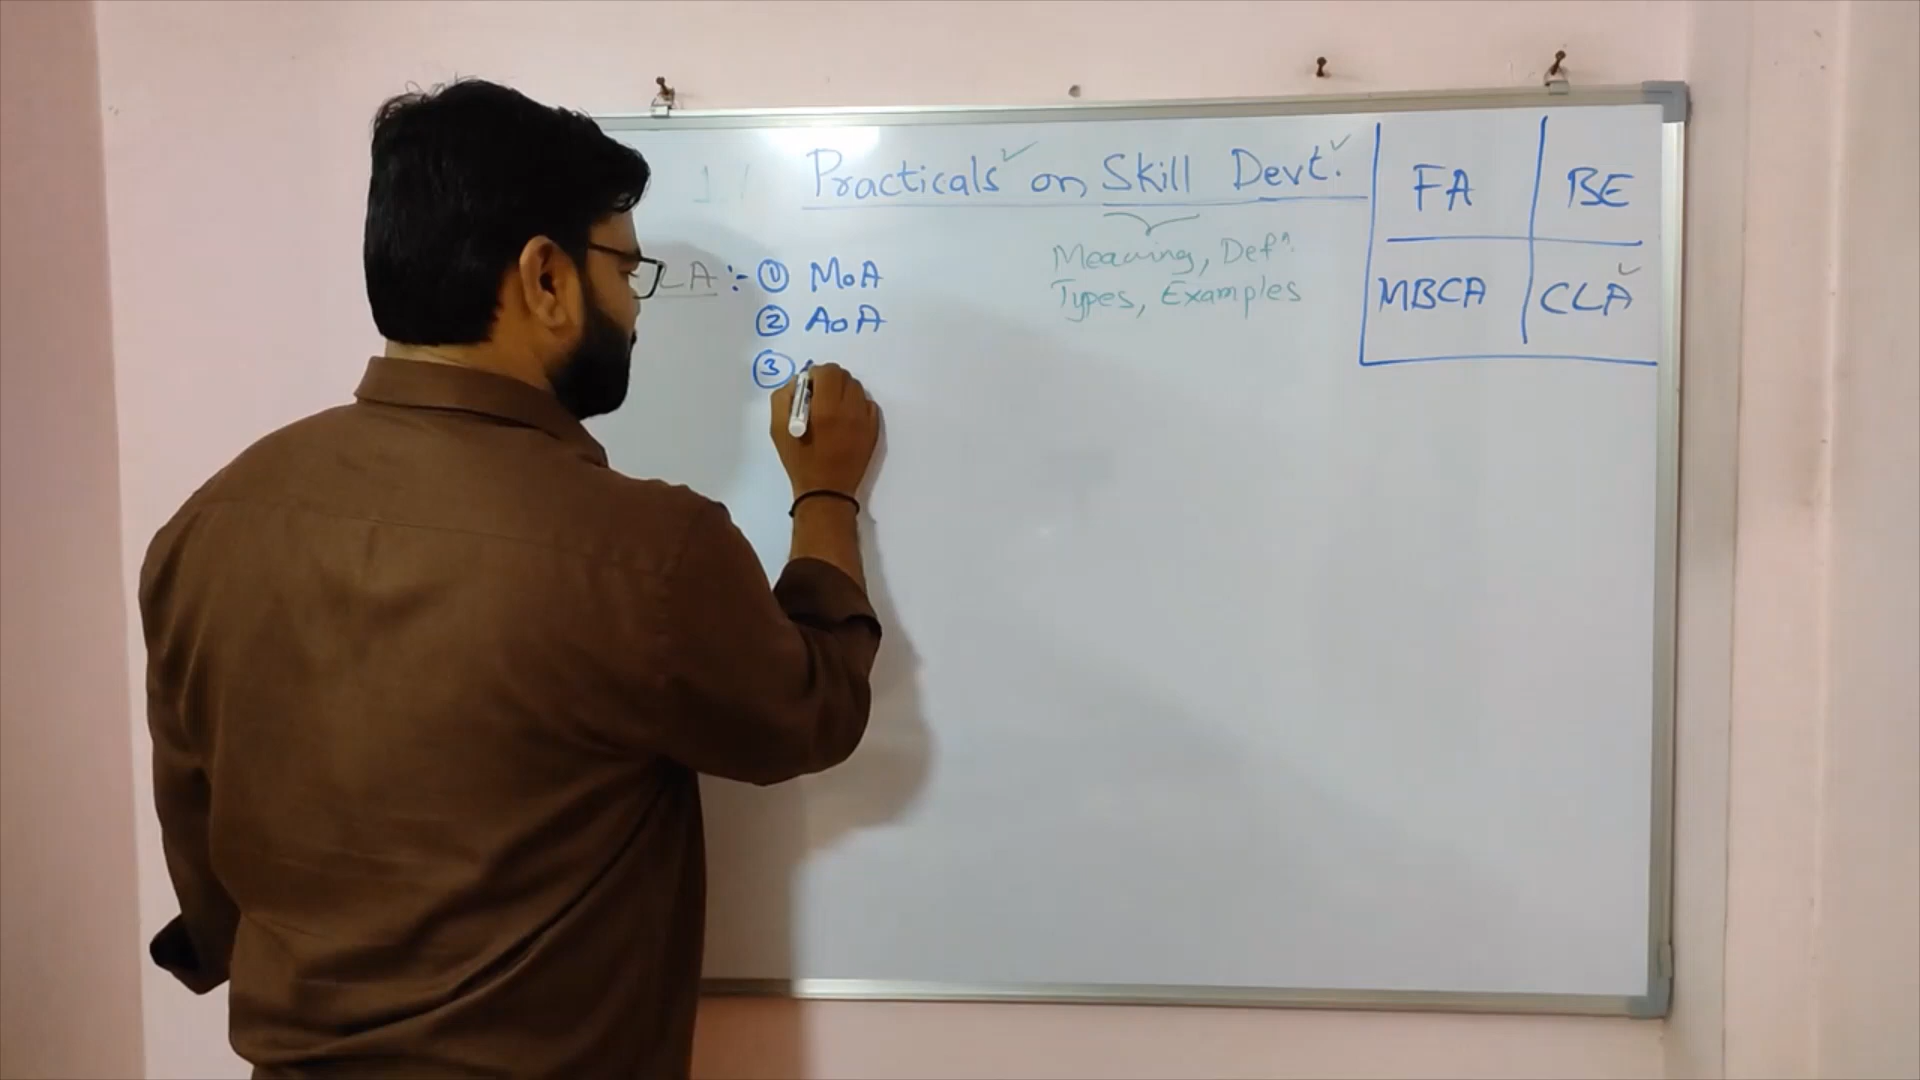 Practicals on Skill Devt.
Meaning, Defⁿ.
Types, Examples
FA BE
MBCA CLA
LA :- ① MoA
② AoA
③